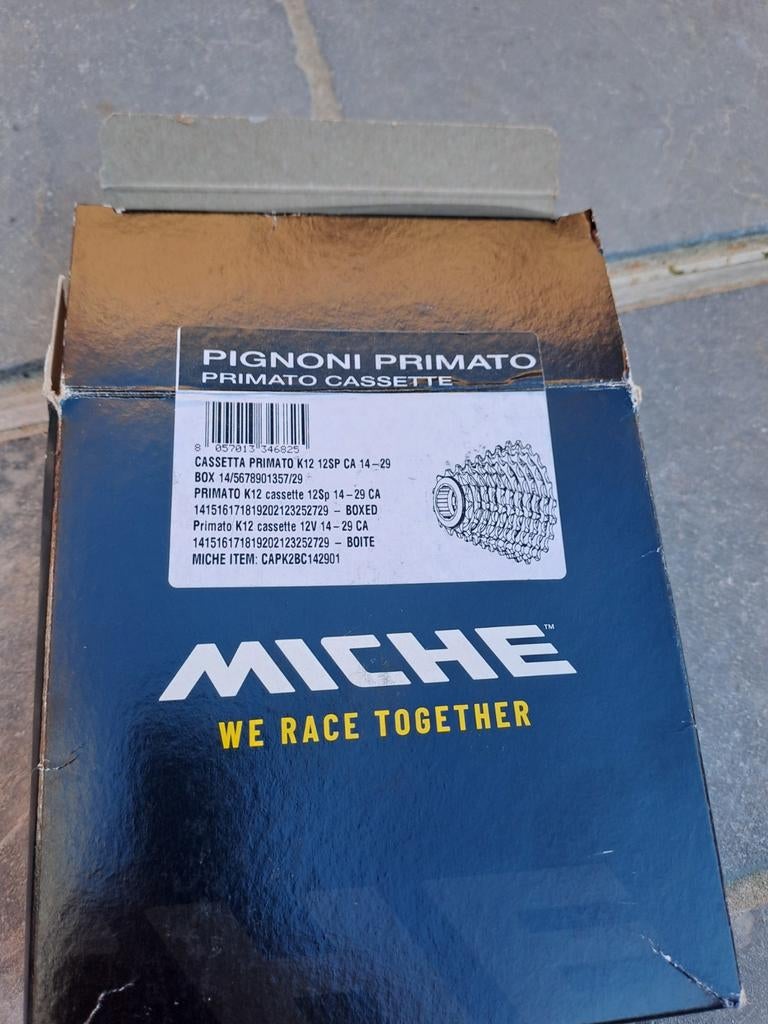 PIGNONI PRIMATO
PRIMATO CASSETTE
8 057013 346825
CASSETTA PRIMATO K12 12SP CA 14-29
BOX 14/5678901357/29
PRIMATO K12 cassette 12Sp 14-29 CA
141516171819202123252729 - BOXED
Primato K12 cassette 12V 14-29 CA
141516171819202123252729 - BOITE
MICHE ITEM: CAPK2BC142901
MICHE™
WE RACE TOGETHER